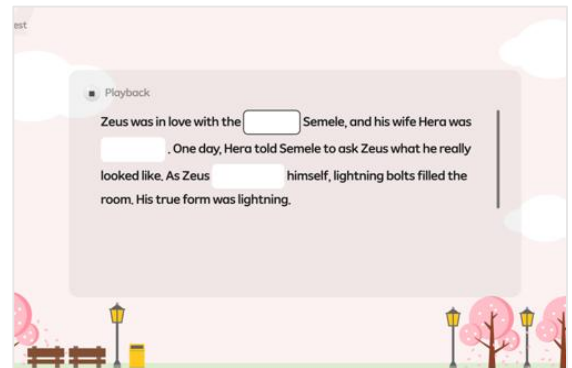 est
Playback
Zeus was in love with the Semele, and his wife Hera was
. One day, Hera told Semele to ask Zeus what he really
looked like. As Zeus himself, lightning bolts filled the
room. His true form was lightning.